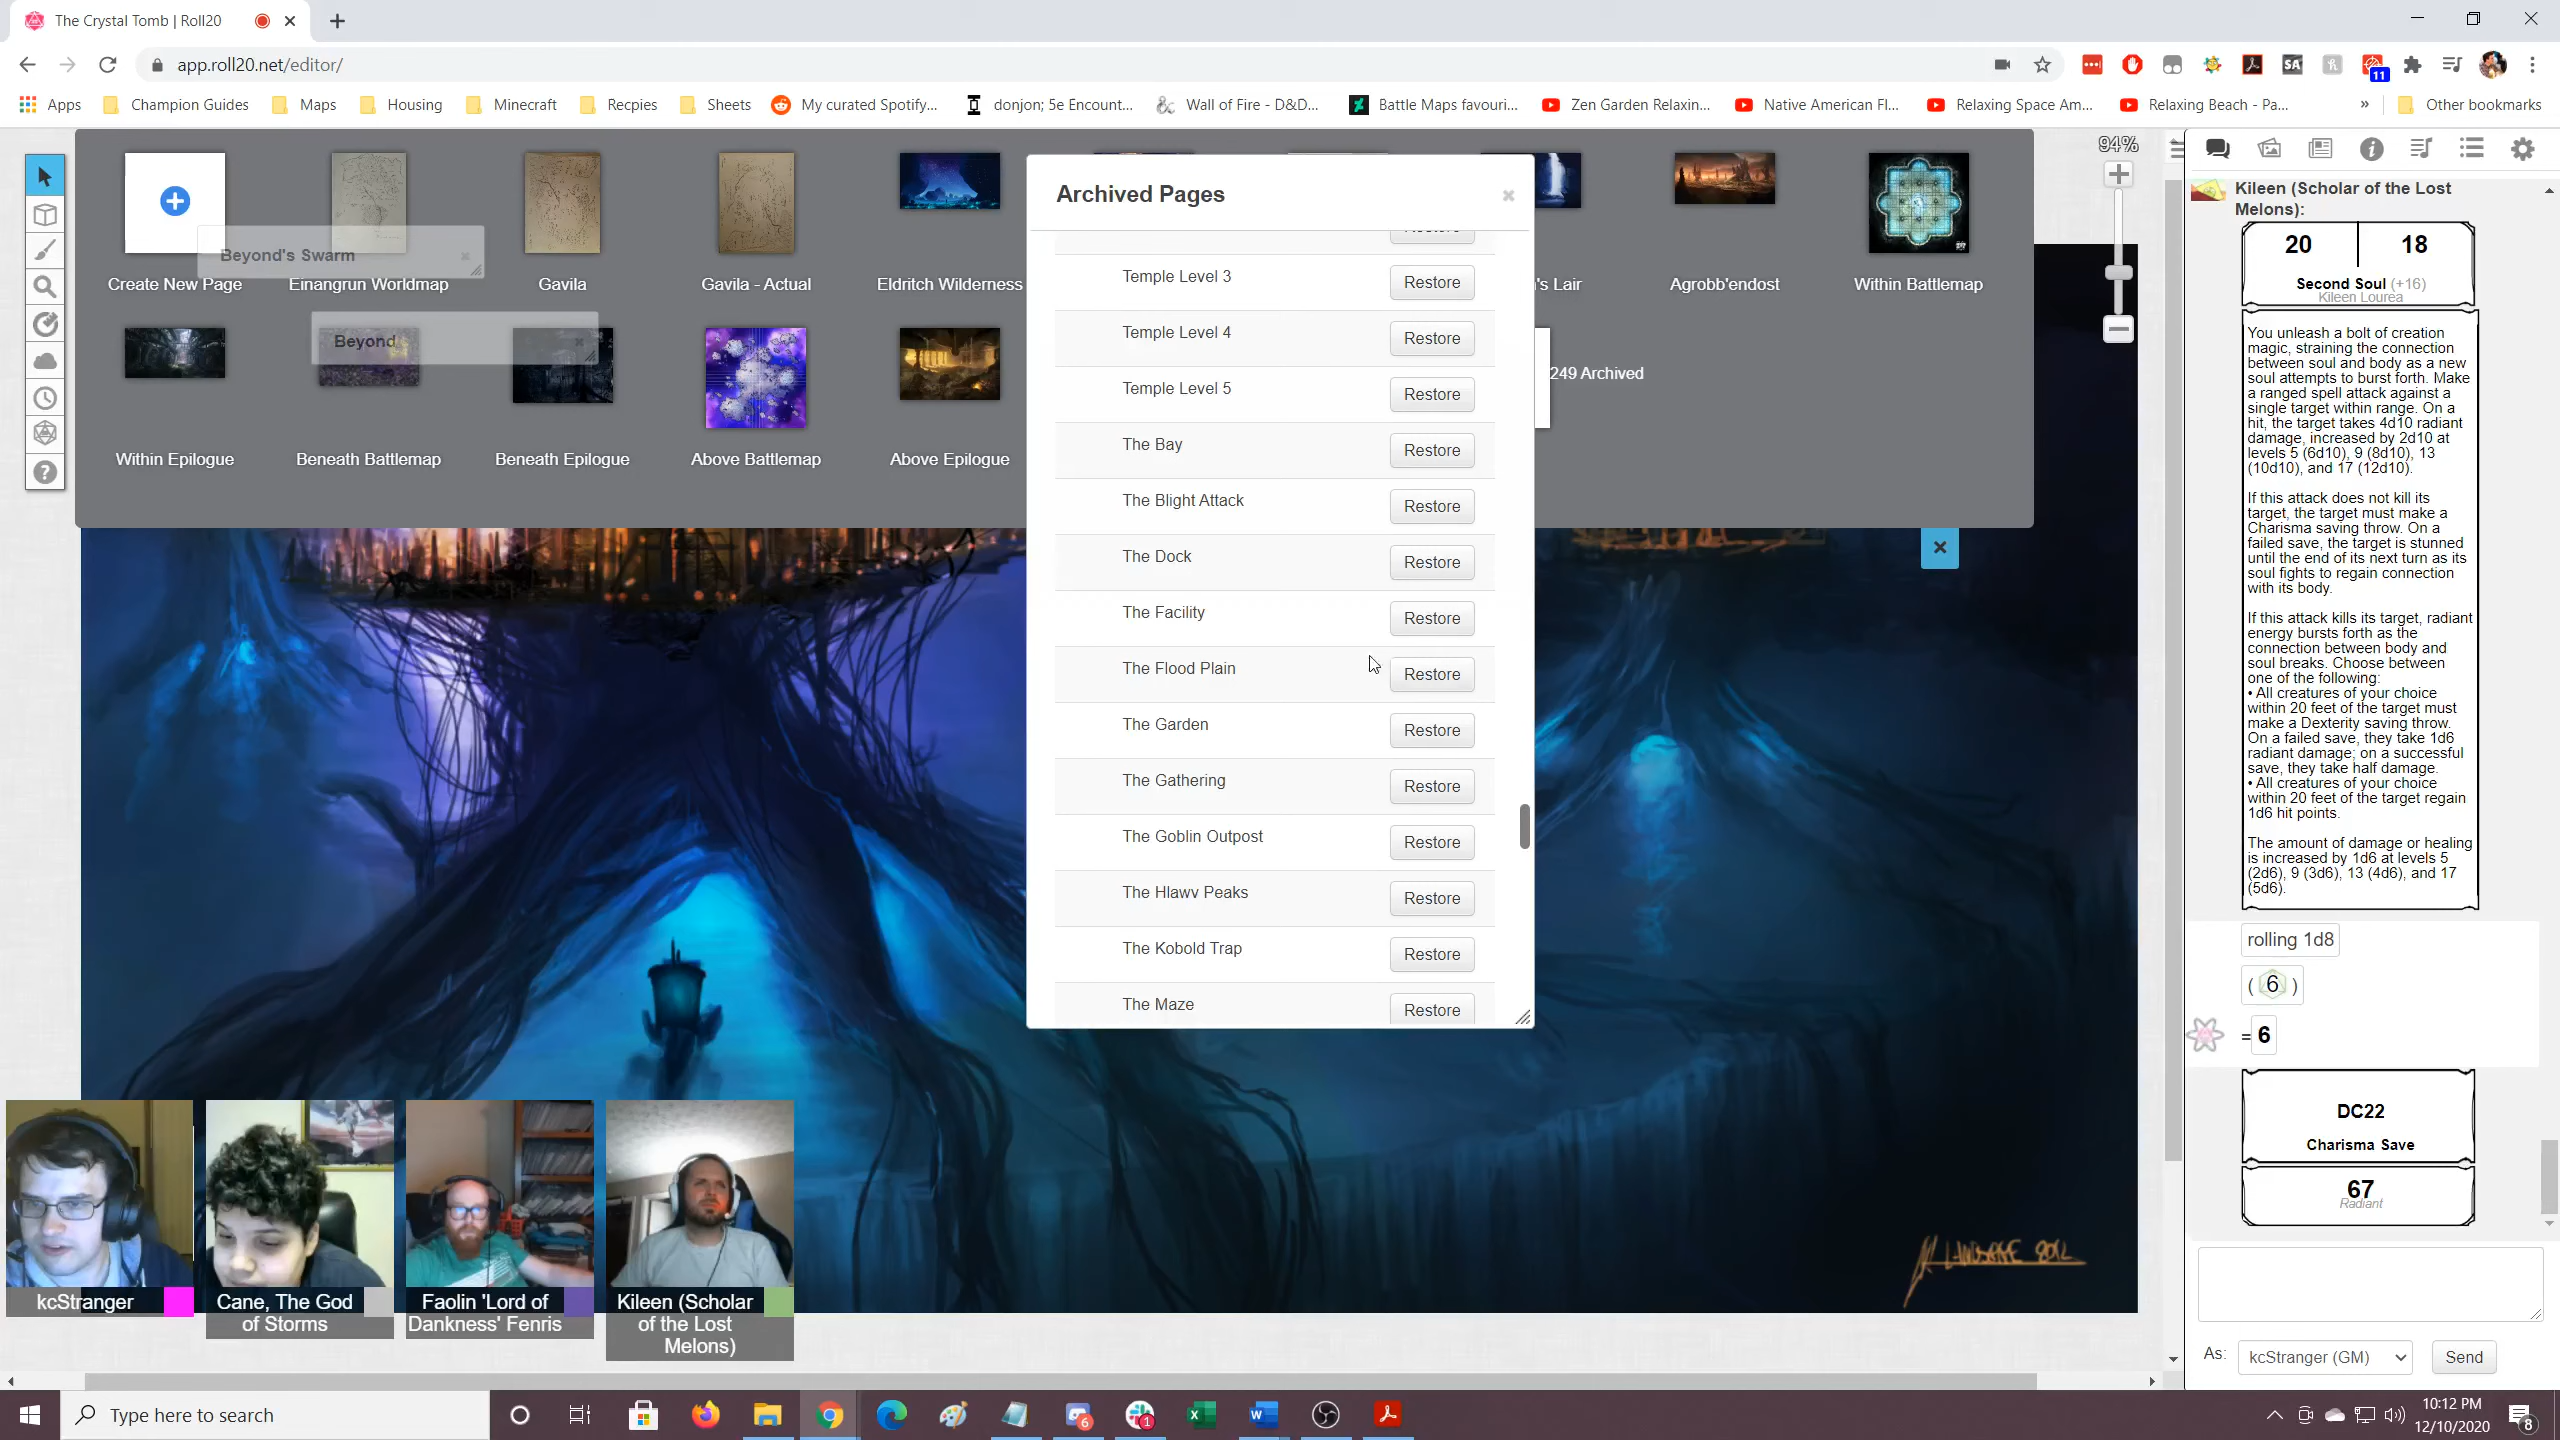 The Crystal Tomb | Roll20
app.roll20.net/editor/
11
Apps
Champion Guides
Maps
Housing
Minecraft
Recpies
Sheets
My curated Spotify...
donjon; 5e Encount...
Wall of Fire - D&D...
Battle Maps favouri...
Zen Garden Relaxin...
Native American Fl...
Relaxing Space Am...
Relaxing Beach - Pa...
»
Other bookmarks
Create New Page
Einangrun Worldmap
Gavila
Gavila - Actual
Eldritch Wilderness
's Lair
Agrobb'endost
Within Battlemap
Beyond's Swarm
Beyond
Within Epilogue
Beneath Battlemap
Beneath Epilogue
Above Battlemap
Above Epilogue
249 Archived
94%
Archived Pages
Temple Level 3
Restore
Temple Level 4
Restore
Temple Level 5
Restore
The Bay
Restore
The Blight Attack
Restore
The Dock
Restore
The Facility
Restore
The Flood Plain
Restore
The Garden
Restore
The Gathering
Restore
The Goblin Outpost
Restore
The Hlawv Peaks
Restore
The Kobold Trap
Restore
The Maze
Restore
Kileen (Scholar of the Lost
Melons):
20
18
Second Soul (+16)
Kileen Lourea
You unleash a bolt of creation
magic, straining the connection
between soul and body as a new
soul attempts to burst forth. Make
a ranged spell attack against a
single target within range. On a
hit, the target takes 4d10 radiant
damage, increased by 2d10 at
levels 5 (6d10), 9 (8d10), 13
(10d10), and 17 (12d10).
If this attack does not kill its
target, the target must make a
Charisma saving throw. On a
failed save, the target is stunned
until the end of its next turn as its
soul fights to regain connection
with its body.
If this attack kills its target, radiant
energy bursts forth as the
connection between body and
soul breaks. Choose between
one of the following:
• All creatures of your choice
within 20 feet of the target must
make a Dexterity saving throw.
On a failed save, they take 1d6
radiant damage; on a successful
save, they take half damage.
• All creatures of your choice
within 20 feet of the target regain
1d6 hit points.
The amount of damage or healing
is increased by 1d6 at levels 5
(2d6), 9 (3d6), 13 (4d6), and 17
(5d6).
rolling 1d8
(6)
=6
DC22
Charisma Save
67
Radiant
As:
kcStranger (GM)
Send
kcStranger
Cane, The God
of Storms
Faolin 'Lord of
Dankness' Fenris
Kileen (Scholar
of the Lost
Melons)
Type here to search
6
1
10:12 PM
12/10/2020
8